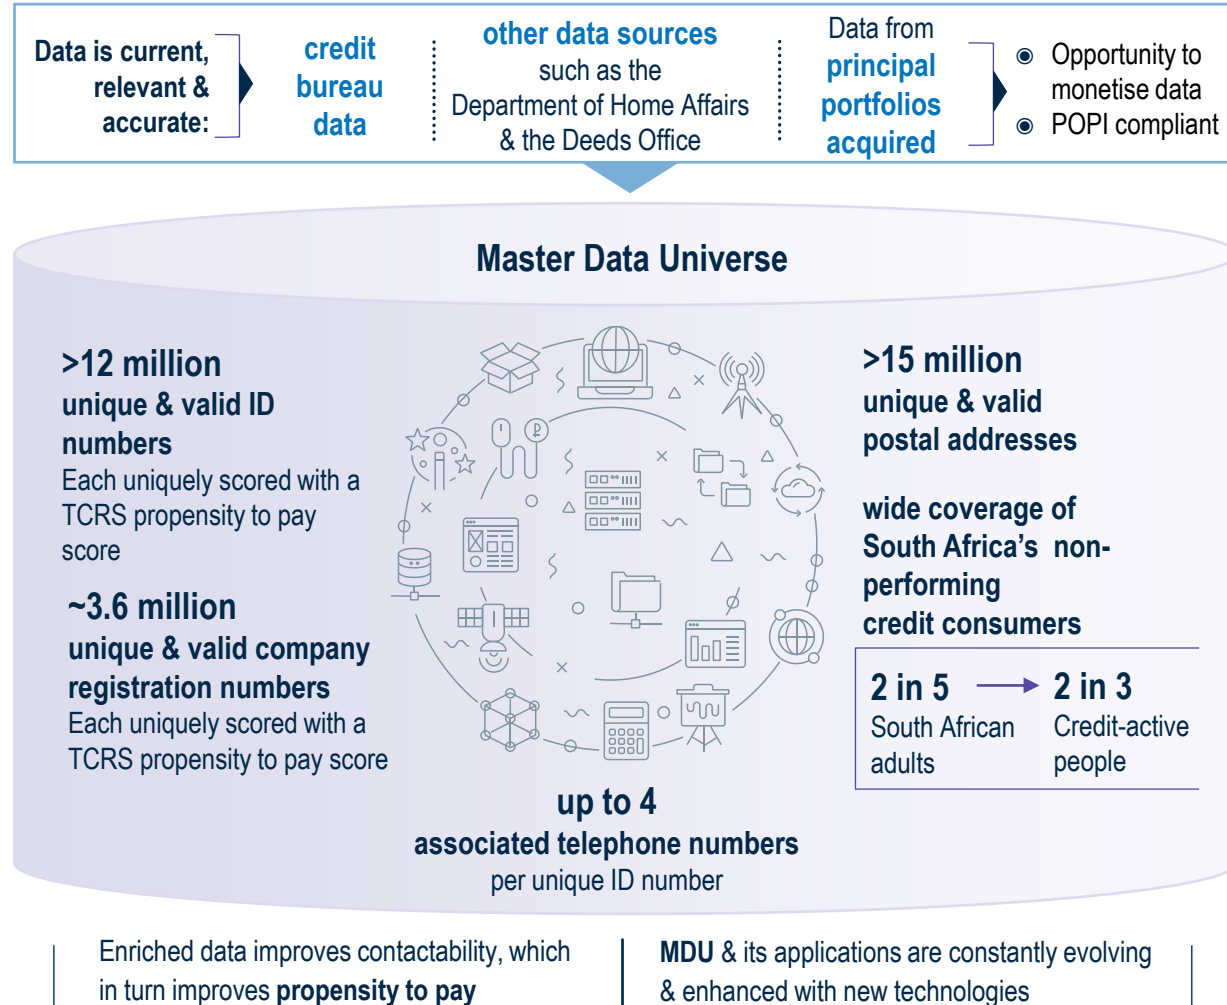 Data is current,
relevant &
accurate:
credit
bureau
data
other data sources
such as the
Department of Home Affairs
& the Deeds Office
Data from
principal
portfolios
acquired
◉ Opportunity to
monetise data
◉ POPI compliant
Master Data Universe
>12 million
unique & valid ID
numbers
Each uniquely scored with a
TCRS propensity to pay
score
~3.6 million
unique & valid company
registration numbers
Each uniquely scored with a
TCRS propensity to pay score
>15 million
unique & valid
postal addresses
wide coverage of
South Africa’s non-
performing
credit consumers
2 in 5
South African
adults
2 in 3
Credit-active
people
up to 4
associated telephone numbers
per unique ID number
Enriched data improves contactability, which
in turn improves propensity to pay
MDU & its applications are constantly evolving
& enhanced with new technologies